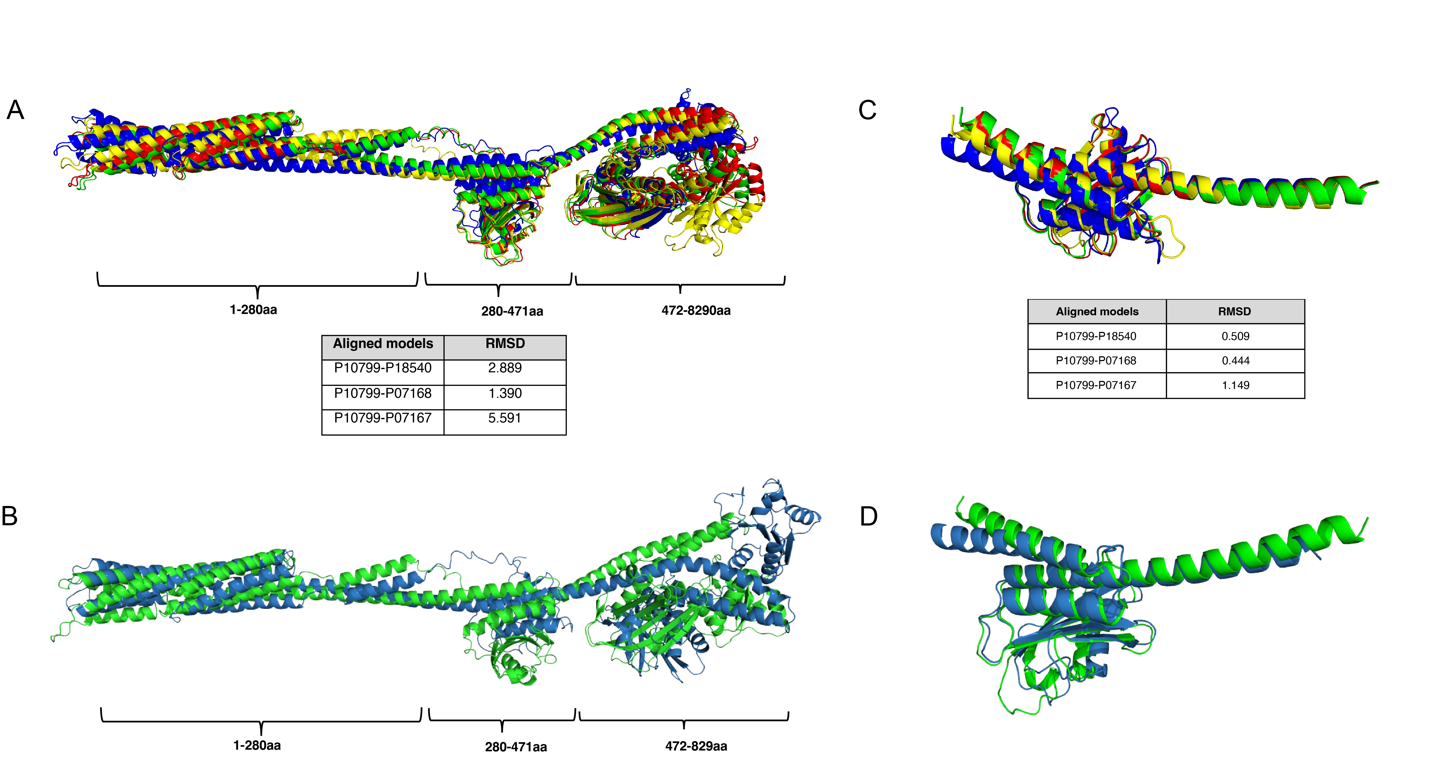 A
1-280aa
280-471aa
472-8290aa
Aligned models RMSD
P10799-P18540 2.889
P10799-P07168 1.390
P10799-P07167 5.591
C
Aligned models RMSD
P10799-P18540 0.509
P10799-P07168 0.444
P10799-P07167 1.149
B
1-280aa
280-471aa
472-829aa
D